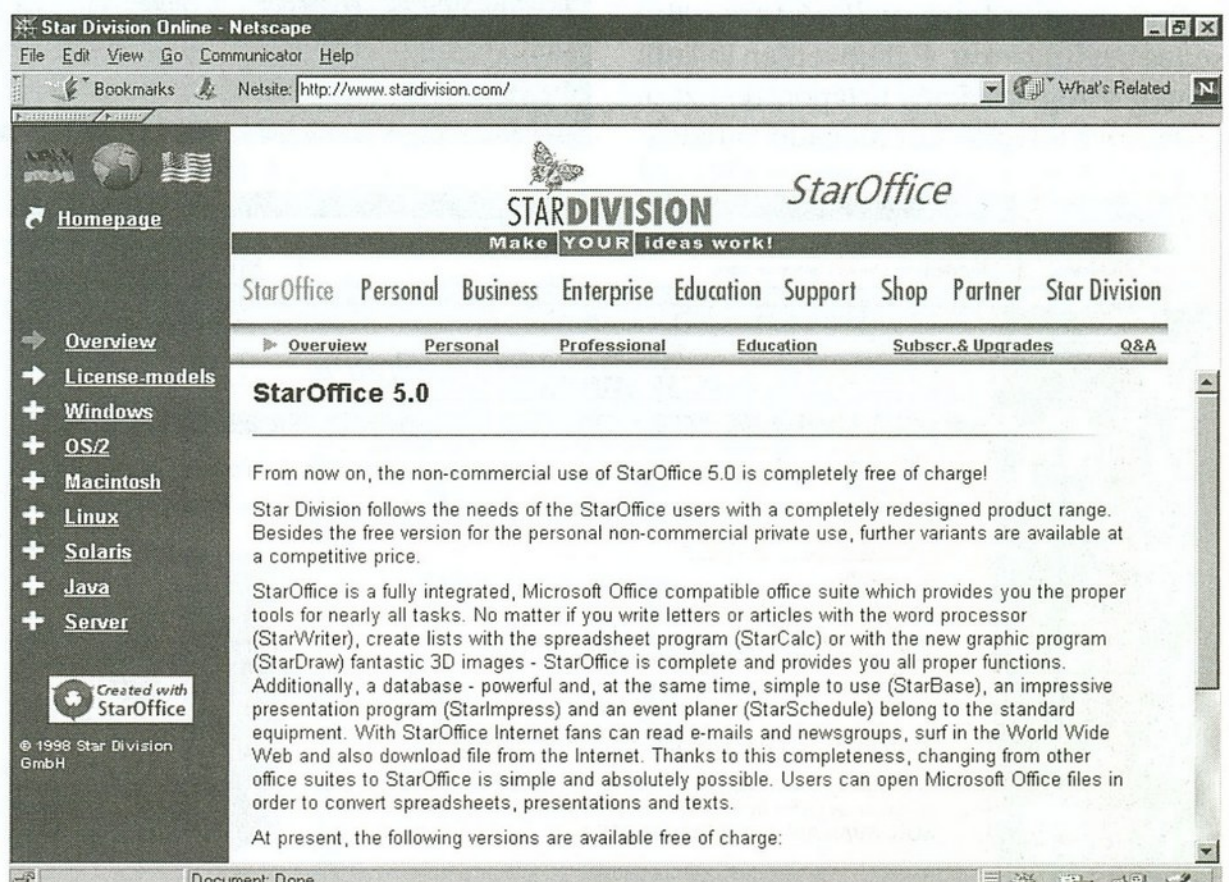 Star Division Online - Netscape
File Edit View Go Communicator Help
Bookmarks Netsite: http://www.stardivision.com/ What's Related N
Homepage
Overview
License-models
Windows
OS/2
Macintosh
Linux
Solaris
Java
Server
Created with
StarOffice
© 1998 Star Division
GmbH
STARDIVISION
StarOffice
Make YOUR ideas work!
StarOffice Personal Business Enterprise Education Support Shop Partner Star Division
Overview Personal Professional Education Subscr.& Upgrades Q&A
StarOffice 5.0
From now on, the non-commercial use of StarOffice 5.0 is completely free of charge!
Star Division follows the needs of the StarOffice users with a completely redesigned product range.
Besides the free version for the personal non-commercial private use, further variants are available at
a competitive price.
StarOffice is a fully integrated, Microsoft Office compatible office suite which provides you the proper
tools for nearly all tasks. No matter if you write letters or articles with the word processor
(StarWriter), create lists with the spreadsheet program (StarCalc) or with the new graphic program
(StarDraw) fantastic 3D images - StarOffice is complete and provides you all proper functions.
Additionally, a database - powerful and, at the same time, simple to use (StarBase), an impressive
presentation program (StarImpress) and an event planer (StarSchedule) belong to the standard
equipment. With StarOffice Internet fans can read e-mails and newsgroups, surf in the World Wide
Web and also download file from the Internet. Thanks to this completeness, changing from other
office suites to StarOffice is simple and absolutely possible. Users can open Microsoft Office files in
order to convert spreadsheets, presentations and texts.
At present, the following versions are available free of charge:
Document: Done